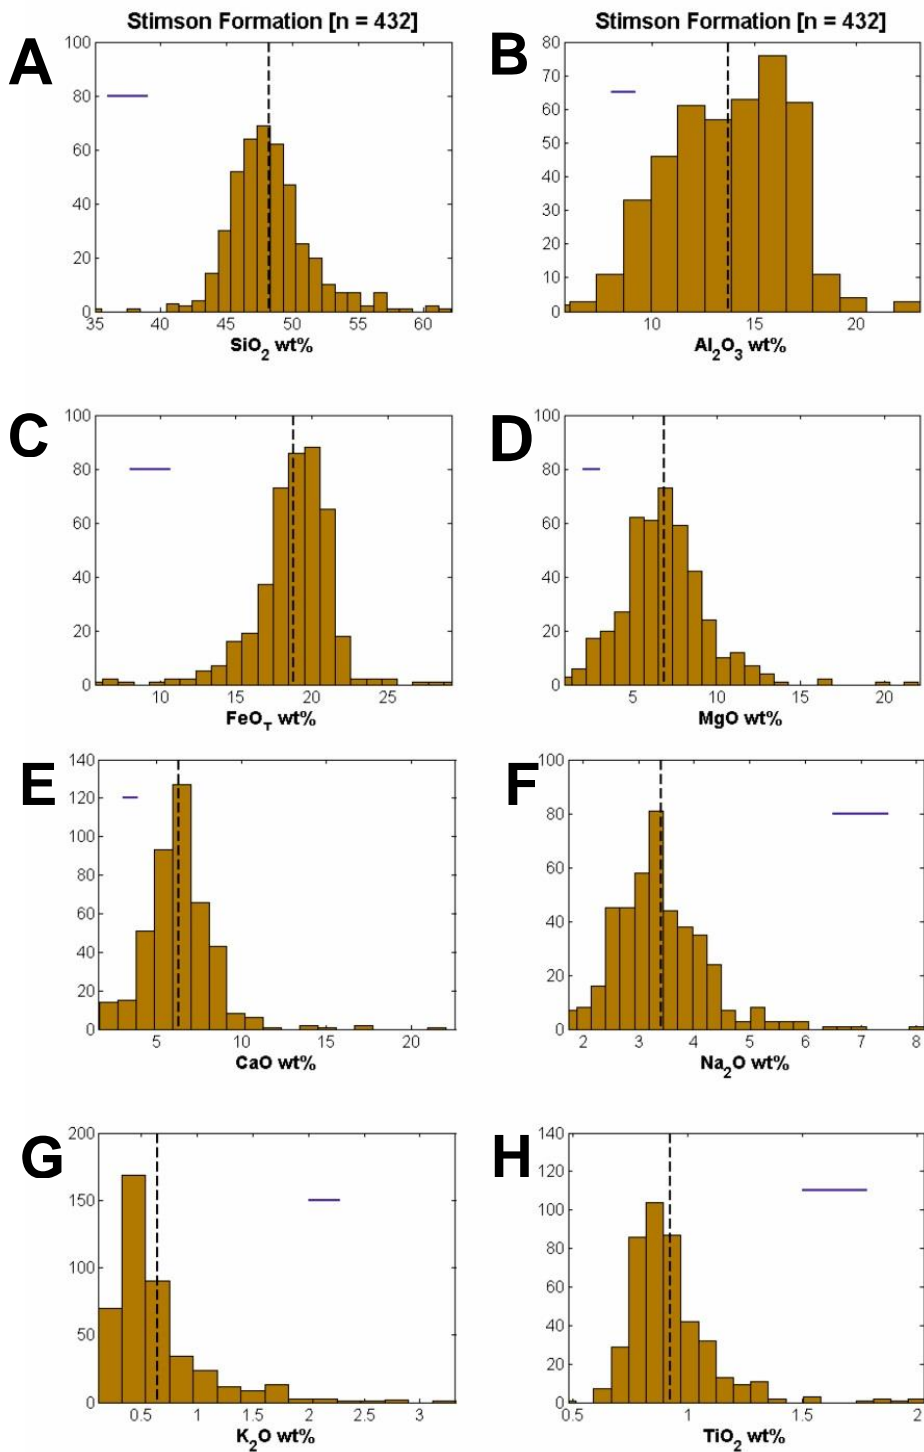 Stimson Formation [n = 432]
Stimson Formation [n = 432]
A
100
80
60
40
20
0
35 40 45 50 55 60
SiO₂ wt%
B
80
70
60
50
40
30
20
10
0
10 15 20
Al₂O₃ wt%
C
100
80
60
40
20
0
10 15 20 25
FeO_T wt%
D
100
80
60
40
20
0
5 10 15 20
MgO wt%
E
140
120
100
80
60
40
20
0
5 10 15 20
CaO wt%
F
100
80
60
40
20
0
2 3 4 5 6 7 8
Na₂O wt%
G
200
150
100
50
0
0.5 1 1.5 2 2.5 3
K₂O wt%
H
140
120
100
80
60
40
20
0
0.5 1 1.5 2
TiO₂ wt%